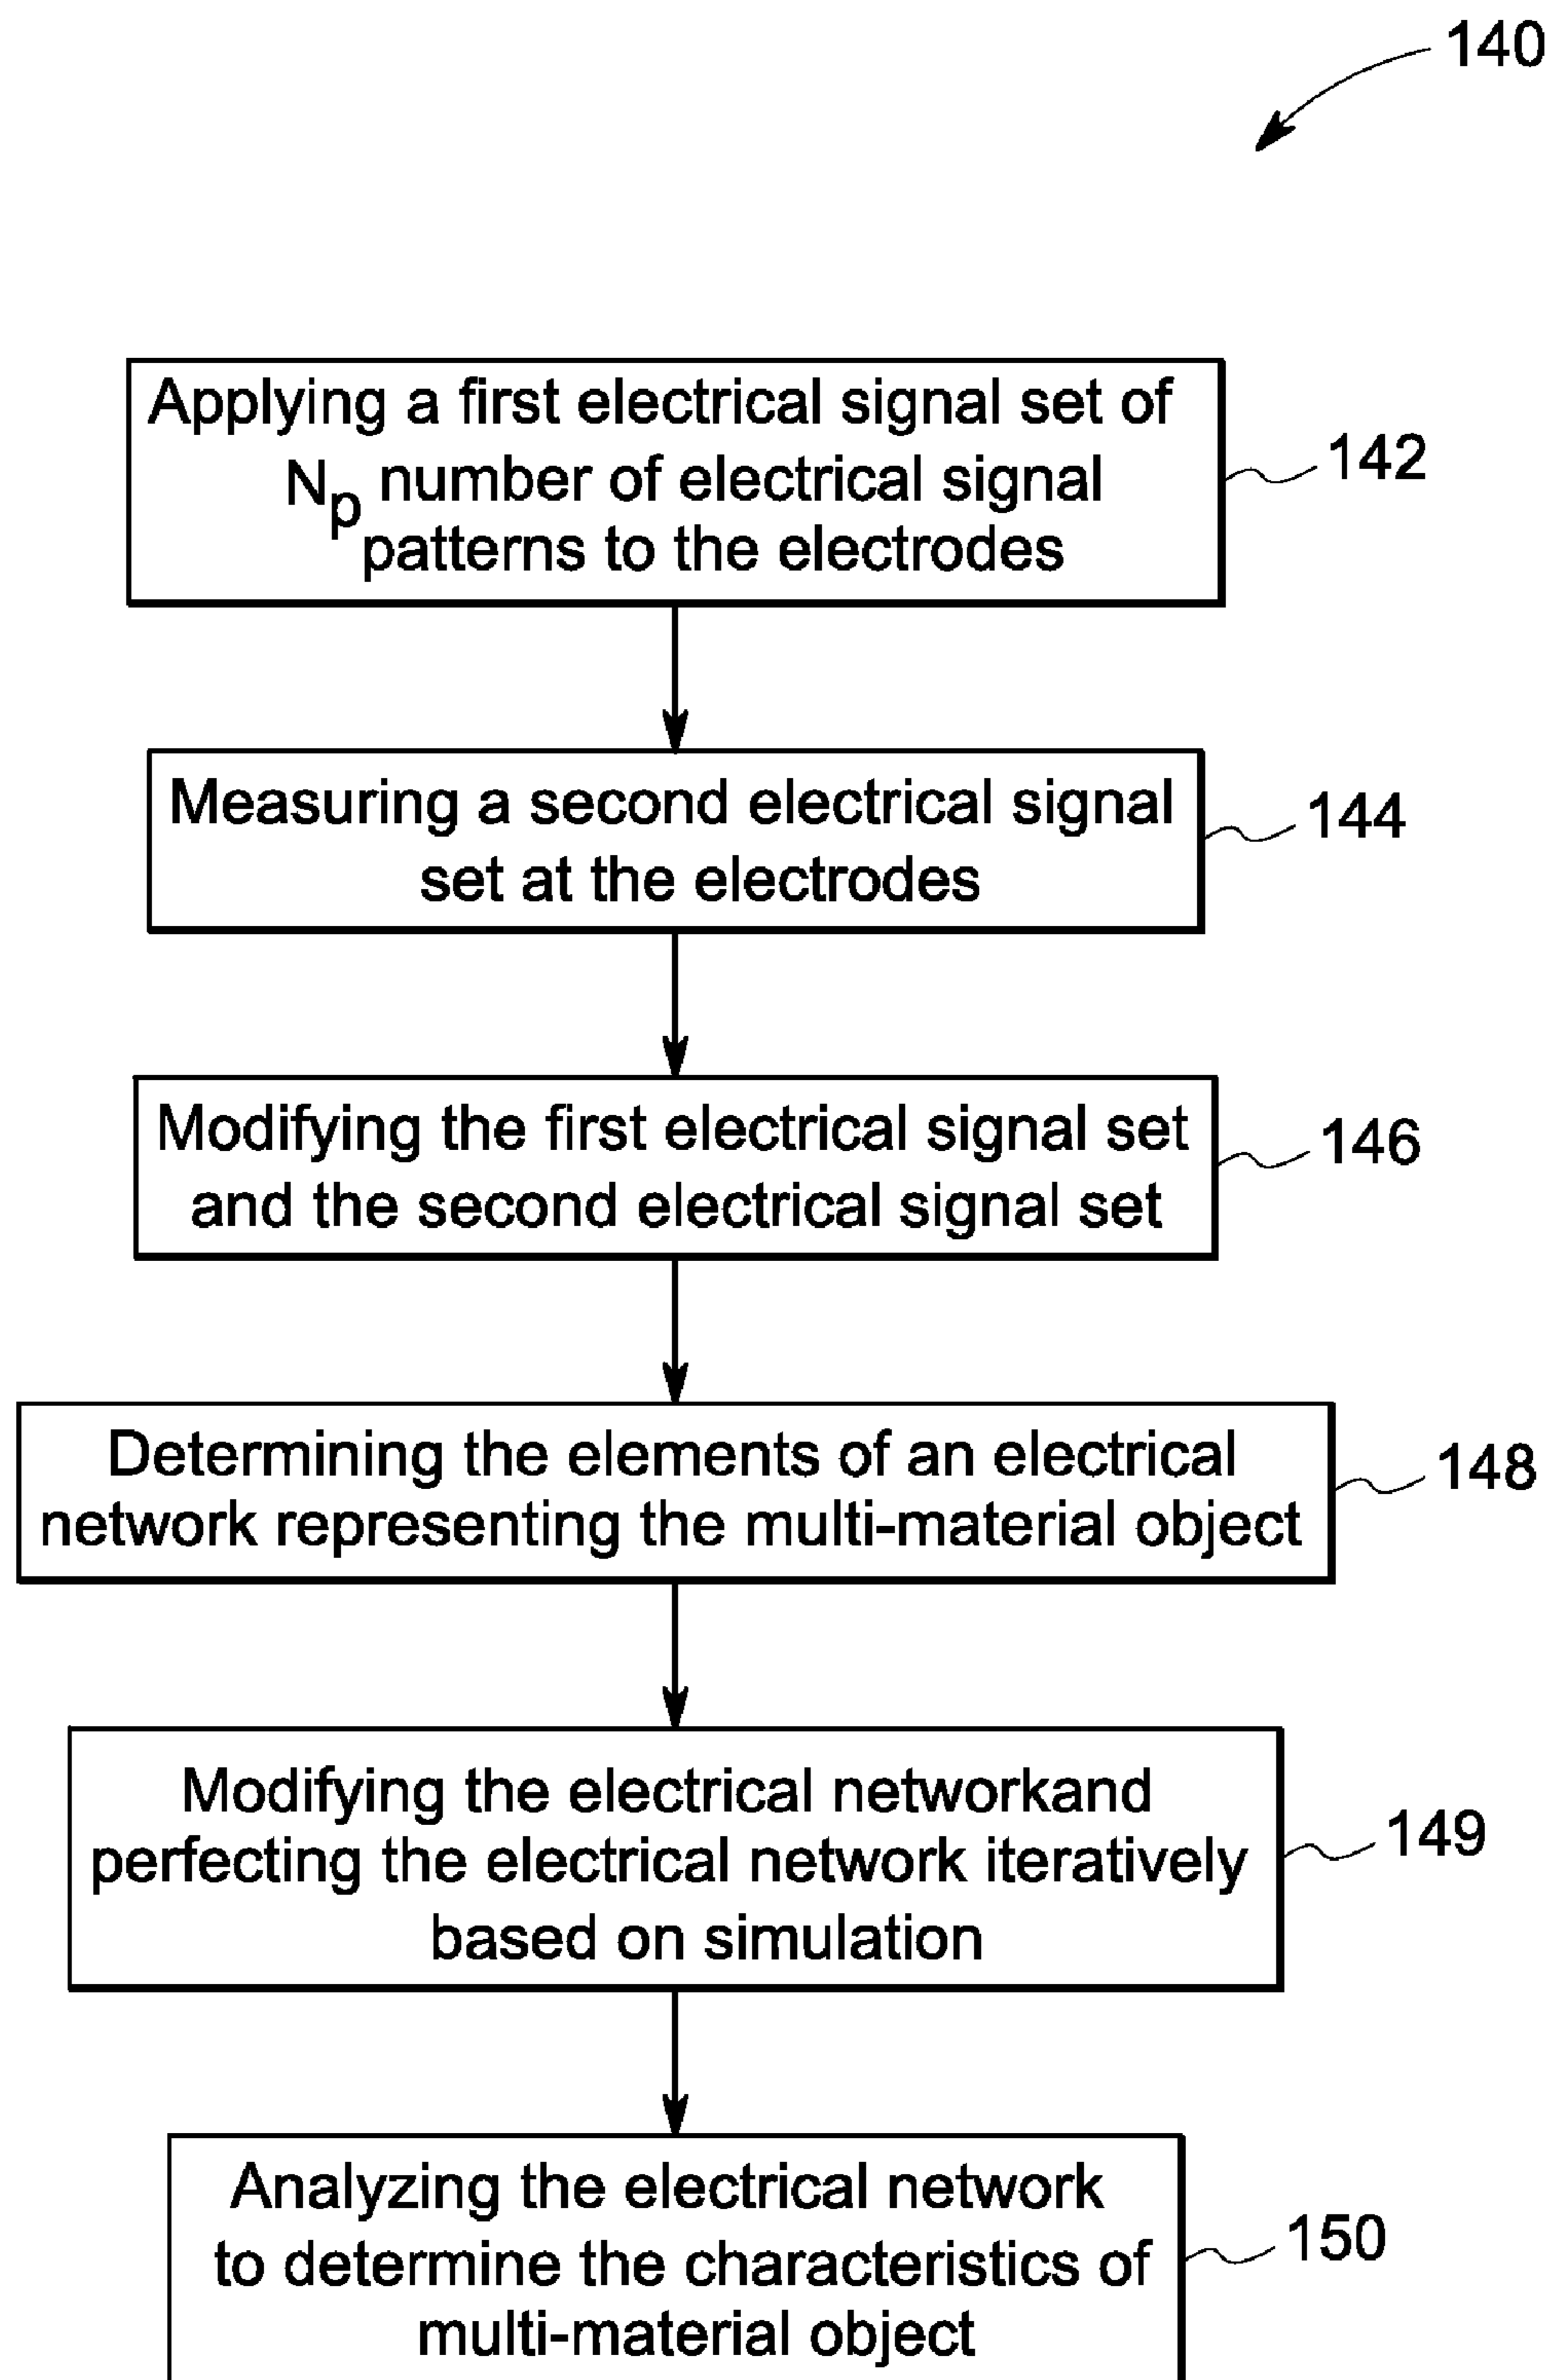 140
Applying a first electrical signal set of
Np number of electrical signal
patterns to the electrodes
142
Measuring a second electrical signal
set at the electrodes
144
Modifying the first electrical signal set
and the second electrical signal set
146
Determining the elements of an electrical
network representing the multi-material object
148
Modifying the electrical networkand
perfecting the electrical network iteratively
based on simulation
149
Analyzing the electrical network
to determine the characteristics of
multi-material object
150